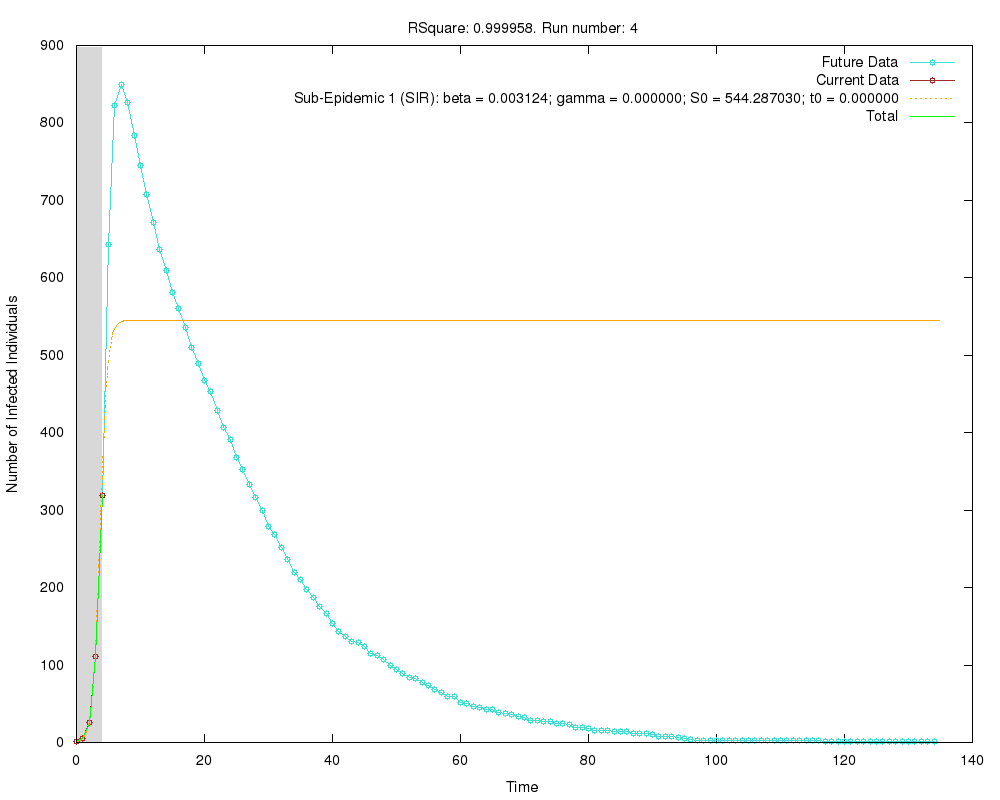 RSquare: 0.999958. Run number: 4
Future Data
Current Data
Sub-Epidemic 1 (SIR): beta = 0.003124; gamma = 0.000000; S0 = 544.287030; t0 = 0.000000
Total
900
800
700
600
500
400
300
200
100
0
Number of Infected Individuals
0 20 40 60 80 100 120 140
Time